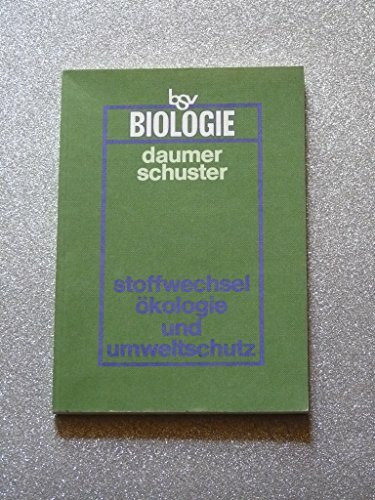 bsv
BIOLOGIE
daumer
schuster
stoffwechsel
ökologie
und
umweltschutz